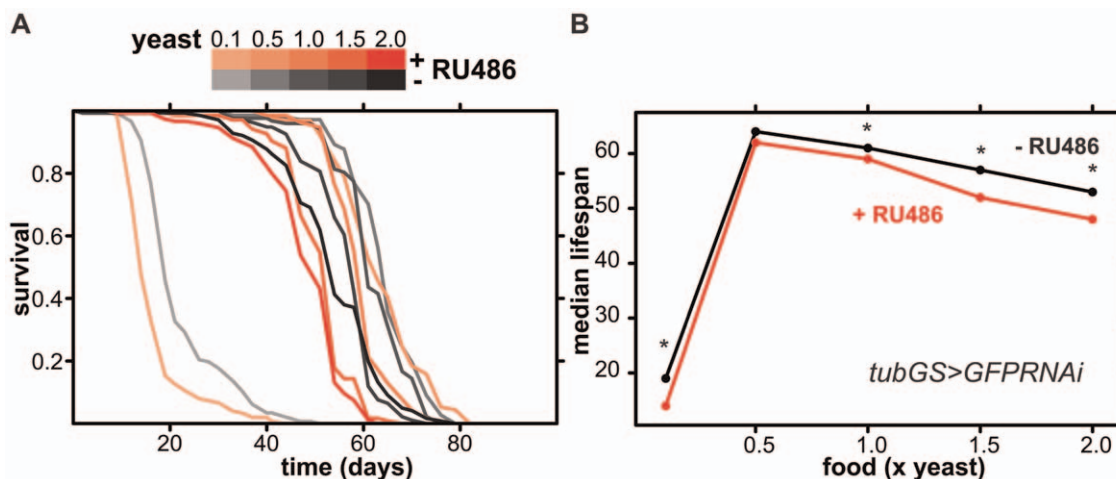 A
yeast 0.1 0.5 1.0 1.5 2.0
+
- RU486
survival
0.8
0.6
0.4
0.2
20 40 60 80
time (days)
B
median lifespan
60
50
40
30
20
*
*
*
*
- RU486
+ RU486
tubGS>GFPRNAi
0.5 1.0 1.5 2.0
food (x yeast)